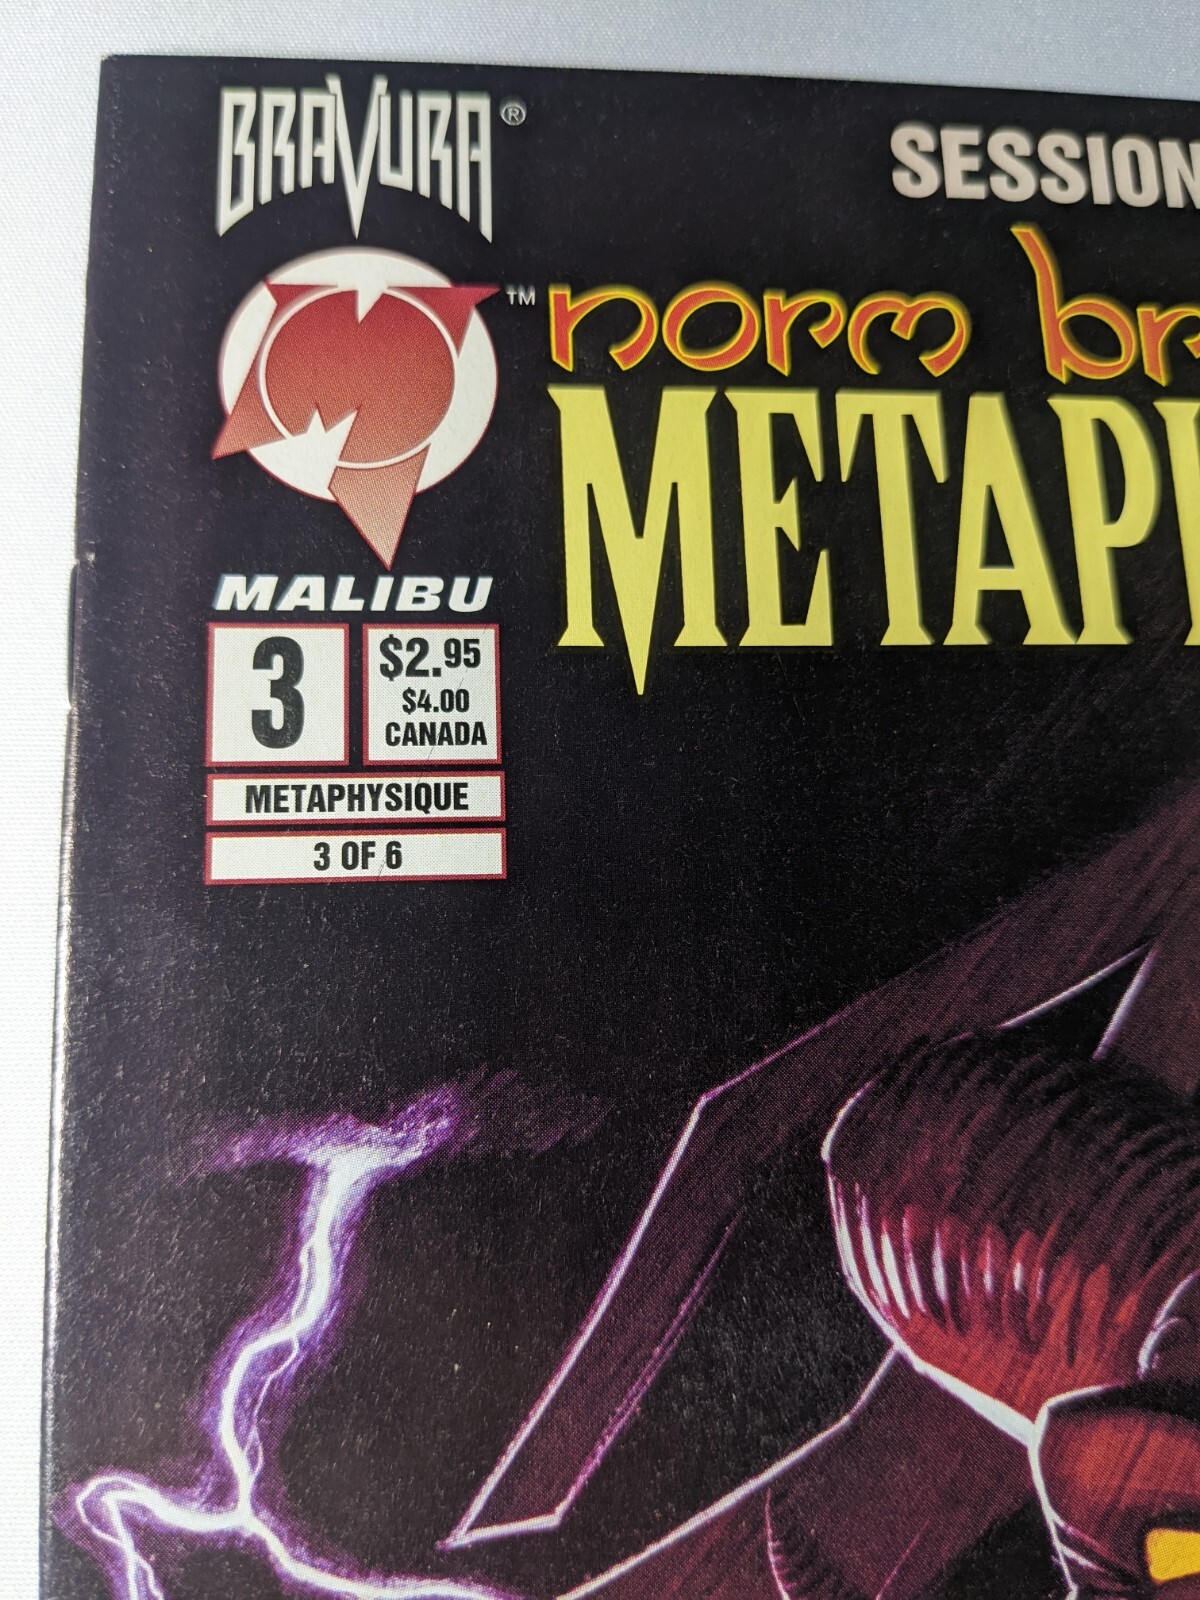 BRAVURA®
SESSION
norm br
METAPH
TM
MALIBU
3
$2.95
$4.00
CANADA
METAPHYSIQUE
3 OF 6